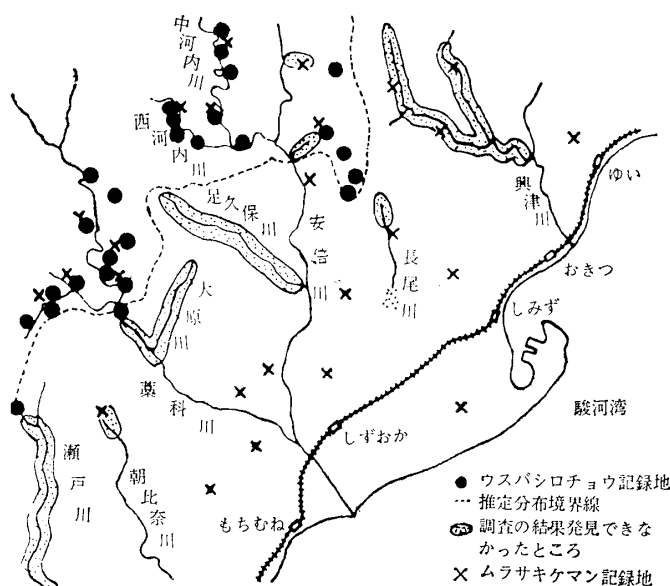 中河内川
西河内川
足久保川
安倍川
大原川
藁科川
長尾川
興津川
ゆい
おきつ
しみず
駿河湾
しずおか
もちむね
瀬戸川
朝比奈川
ウスバシロチョウ記録地
推定分布境界線
調査の結果発見できな
かったところ
ムラサキケマン記録地